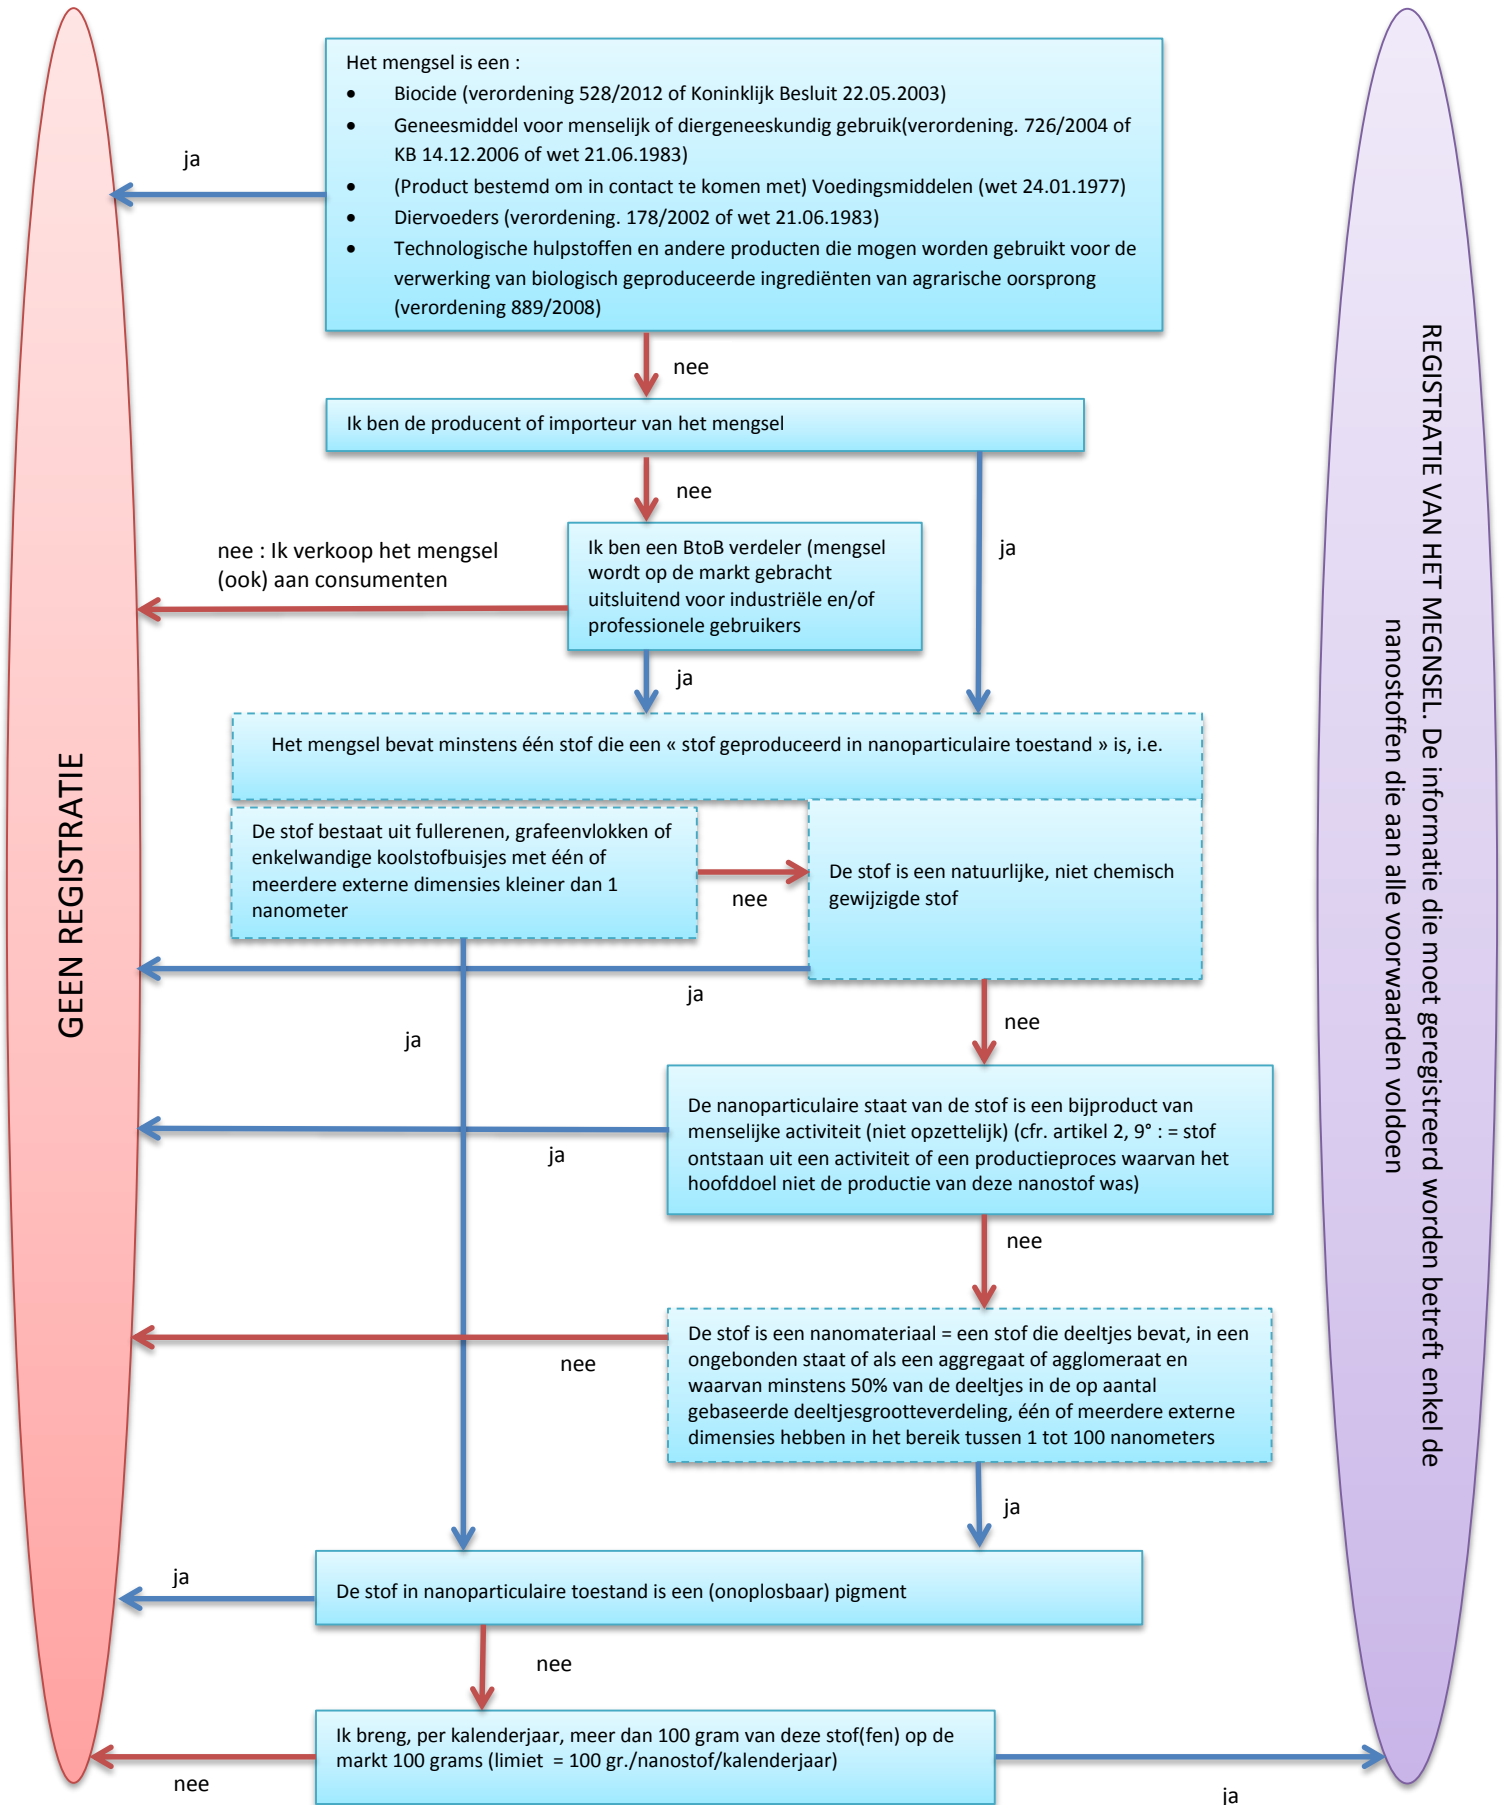 Het mengsel is een :
• Biocide (verordening 528/2012 of Koninklijk Besluit 22.05.2003)
• Geneesmiddel voor menselijk of diergeneeskundig gebruik(verordening. 726/2004 of
KB 14.12.2006 of wet 21.06.1983)
• (Product bestemd om in contact te komen met) Voedingsmiddelen (wet 24.01.1977)
• Diervoeders (verordening. 178/2002 of wet 21.06.1983)
• Technologische hulpstoffen en andere producten die mogen worden gebruikt voor de
verwerking van biologisch geproduceerde ingrediënten van agrarische oorsprong
(verordening 889/2008)
ja
nee
Ik ben de producent of importeur van het mengsel
nee
ja
Ik ben een BtoB verdeler (mengsel
wordt op de markt gebracht
uitsluitend voor industriële en/of
professionele gebruikers
nee : Ik verkoop het mengsel
(ook) aan consumenten
ja
Het mengsel bevat minstens één stof die een « stof geproduceerd in nanoparticulaire toestand » is, i.e.
De stof bestaat uit fullerenen, grafeenvlokken of
enkelwandige koolstofbuisjes met één of
meerdere externe dimensies kleiner dan 1
nanometer
nee
De stof is een natuurlijke, niet chemisch
gewijzigde stof
ja
ja
nee
De nanoparticulaire staat van de stof is een bijproduct van
menselijke activiteit (niet opzettelijk) (cfr. artikel 2, 9° : = stof
ontstaan uit een activiteit of een productieproces waarvan het
hoofddoel niet de productie van deze nanostof was)
ja
nee
De stof is een nanomateriaal = een stof die deeltjes bevat, in een
ongebonden staat of als een aggregaat of agglomeraat en
waarvan minstens 50% van de deeltjes in de op aantal
gebaseerde deeltjesgrootteverdeling, één of meerdere externe
dimensies hebben in het bereik tussen 1 tot 100 nanometers
nee
ja
De stof in nanoparticulaire toestand is een (onoplosbaar) pigment
ja
nee
Ik breng, per kalenderjaar, meer dan 100 gram van deze stof(fen) op de
markt 100 grams (limiet = 100 gr./nanostof/kalenderjaar)
nee
ja
GEEN REGISTRATIE
REGISTRATIE VAN HET MEGNSEL. De informatie die moet geregistreerd worden betreft enkel de
nanostoffen die aan alle voorwaarden voldoen